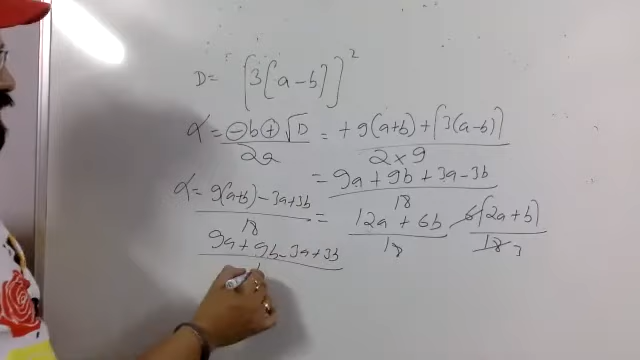 D = [3[a-b]]²
α = ⊖b⊕√D / 2a = +9(a+b)+[3(a-b)] / 2×9
= 9a+9b+3a-3b / 18
α = 9(a+b)-3a+3b / 18 = 12a+6b / 18 6(2a+b) / 18 3
9a+9b-3a+3b